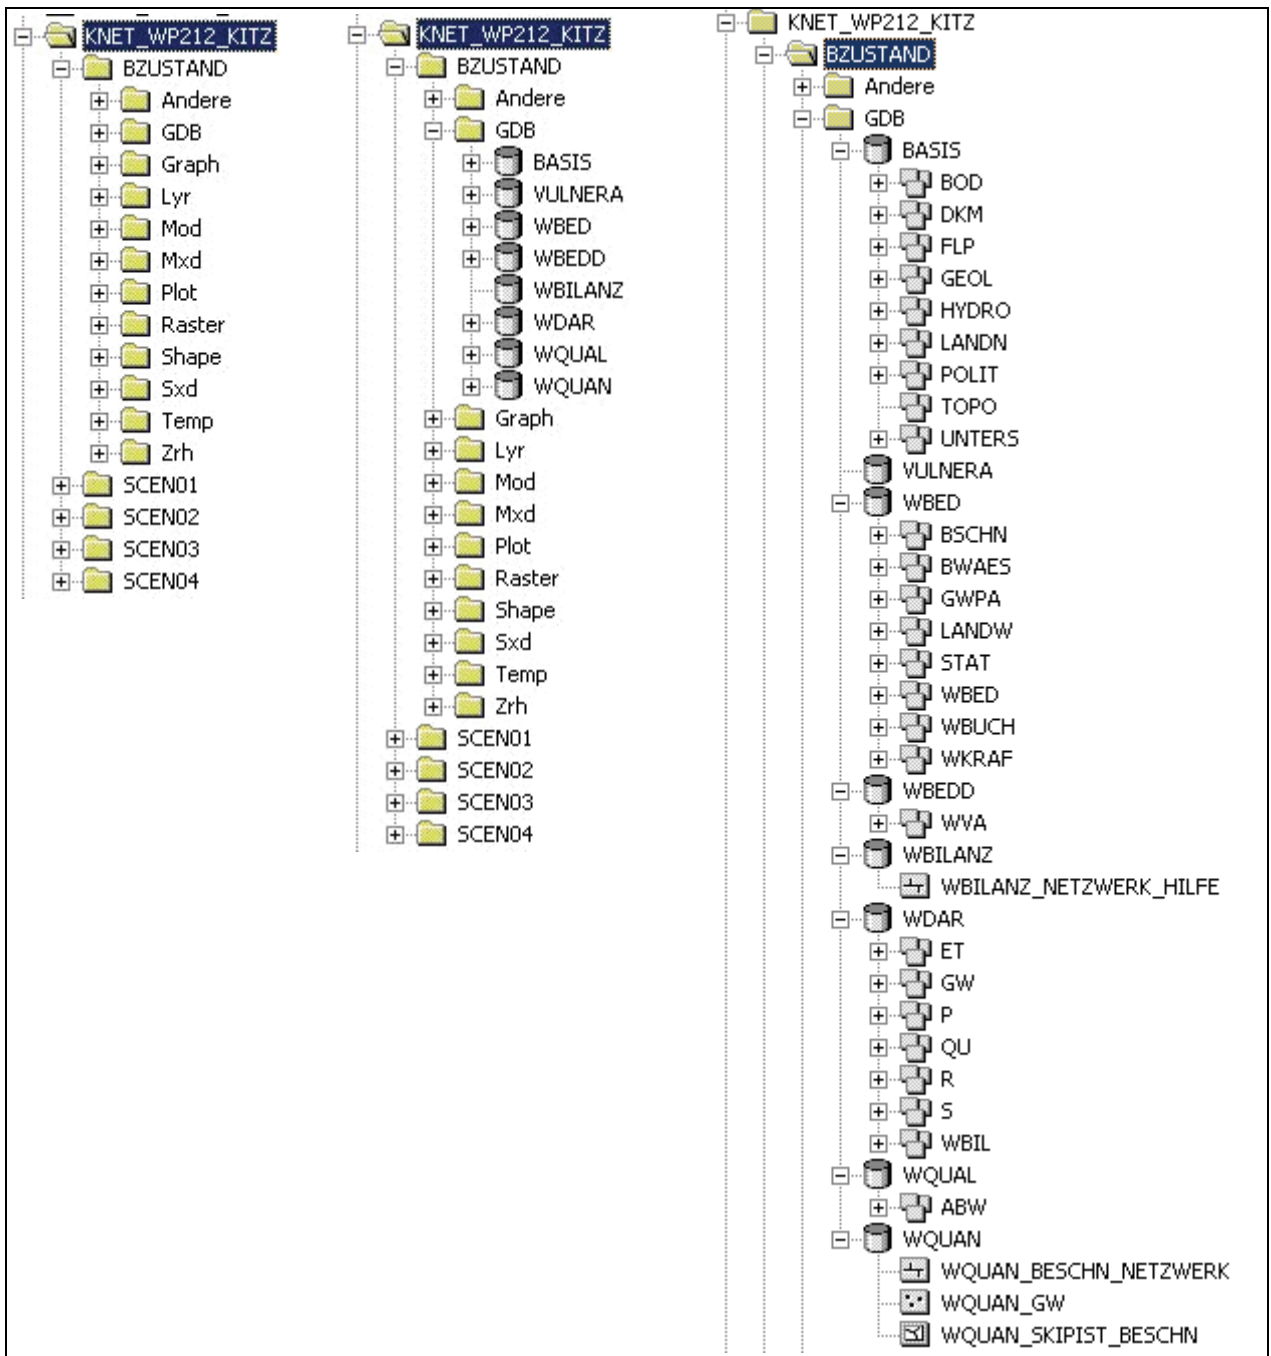 KNET_WP212_KITZ
BZUSTAND
Andere
GDB
Graph
Lyr
Mod
Mxd
Plot
Raster
Shape
Sxd
Temp
Zrh
SCEN01
SCEN02
SCEN03
SCEN04
KNET_WP212_KITZ
BZUSTAND
Andere
GDB
BASIS
VULNERA
WBED
WBEDD
WBILANZ
WDAR
WQUAL
WQUAN
Graph
Lyr
Mod
Mxd
Plot
Raster
Shape
Sxd
Temp
Zrh
SCEN01
SCEN02
SCEN03
SCEN04
KNET_WP212_KITZ
BZUSTAND
Andere
GDB
BASIS
BOD
DKM
FLP
GEOL
HYDRO
LANDN
POLIT
TOPO
UNTERS
VULNERA
WBED
BSCHN
BWAES
GWPA
LANDW
STAT
WBED
WBUCH
WKRAF
WBEDD
WVA
WBILANZ
WBILANZ_NETZWERK_HILFE
WDAR
ET
GW
P
QU
R
S
WBIL
WQUAL
ABW
WQUAN
WQUAN_BESCHN_NETZWERK
WQUAN_GW
WQUAN_SKIPIST_BESCHN